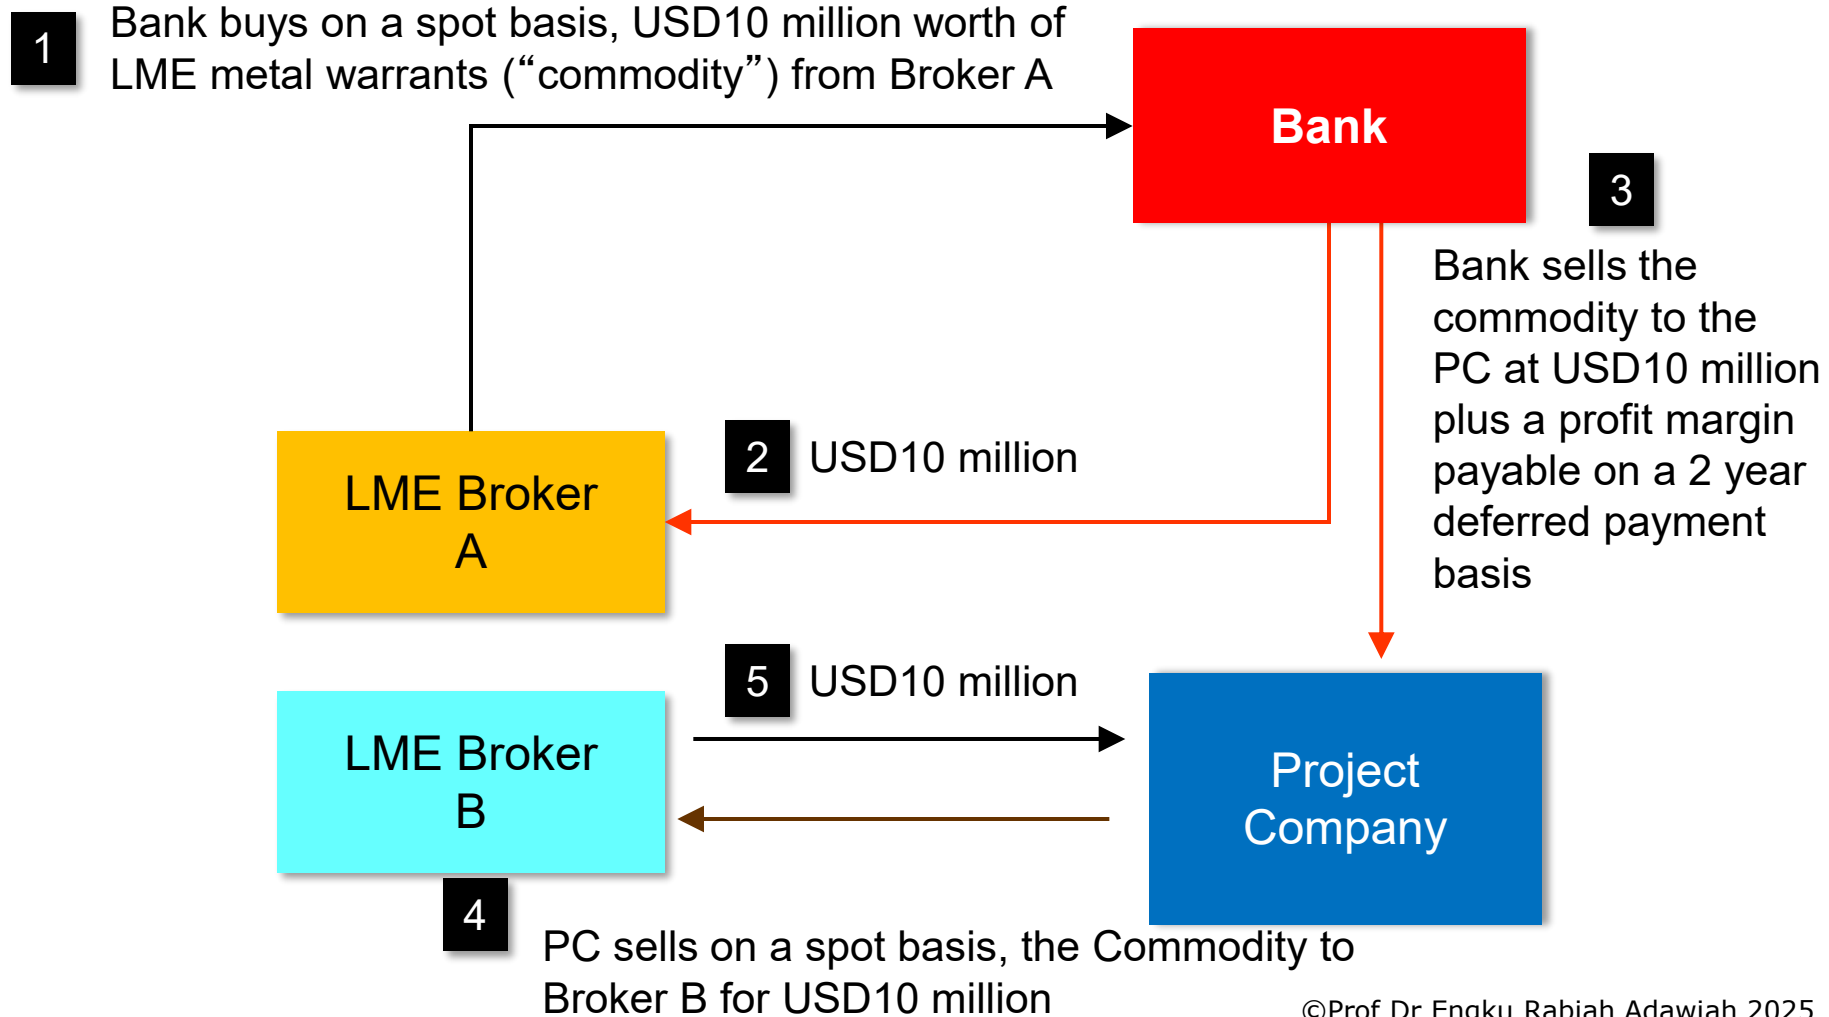 1
Bank buys on a spot basis, USD10 million worth of
LME metal warrants (“commodity”) from Broker A
Bank
3
Bank sells the
commodity to the
PC at USD10 million
plus a profit margin
payable on a 2 year
deferred payment
basis
2
USD10 million
LME Broker
A
5
USD10 million
LME Broker
B
Project
Company
4
PC sells on a spot basis, the Commodity to
Broker B for USD10 million
©Prof Dr Engku Rabiah Adawiah 2025